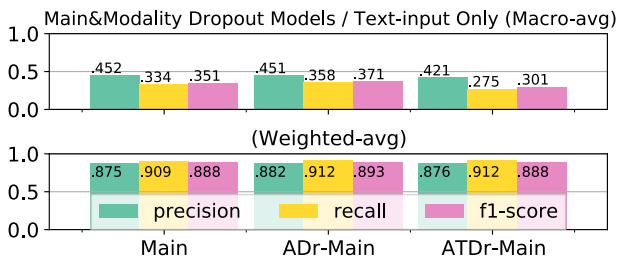 Main&Modality Dropout Models / Text-input Only (Macro-avg)
1.0
0.5
0.0
.452 .334 .351 .451 .358 .371 .421 .275 .301
(Weighted-avg)
1.0
0.5
0.0
.875 .909 .888 .882 .912 .893 .876 .912 .888
precision recall f1-score
Main ADr-Main ATDr-Main